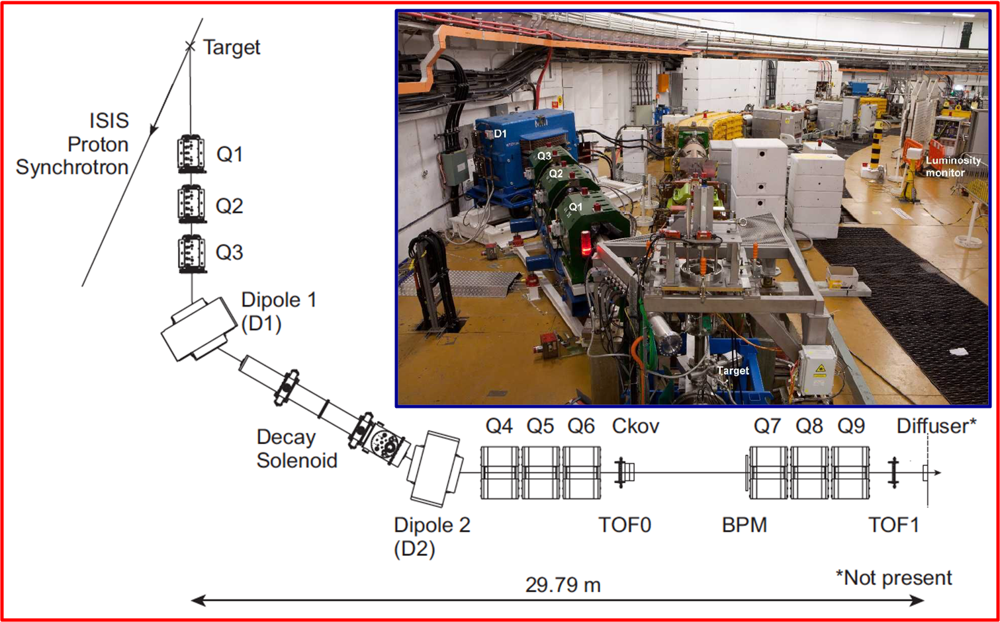 Target
ISIS
Proton
Synchrotron
Q1
Q2
Q3
Dipole 1
(D1)
Decay
Solenoid
Dipole 2
(D2)
D1
Q3
Q2
Q1
Luminosity
monitor
Target
Q4 Q5 Q6 Ckov Q7 Q8 Q9 Diffuser*
TOF0 BPM TOF1
*Not present
29.79 m